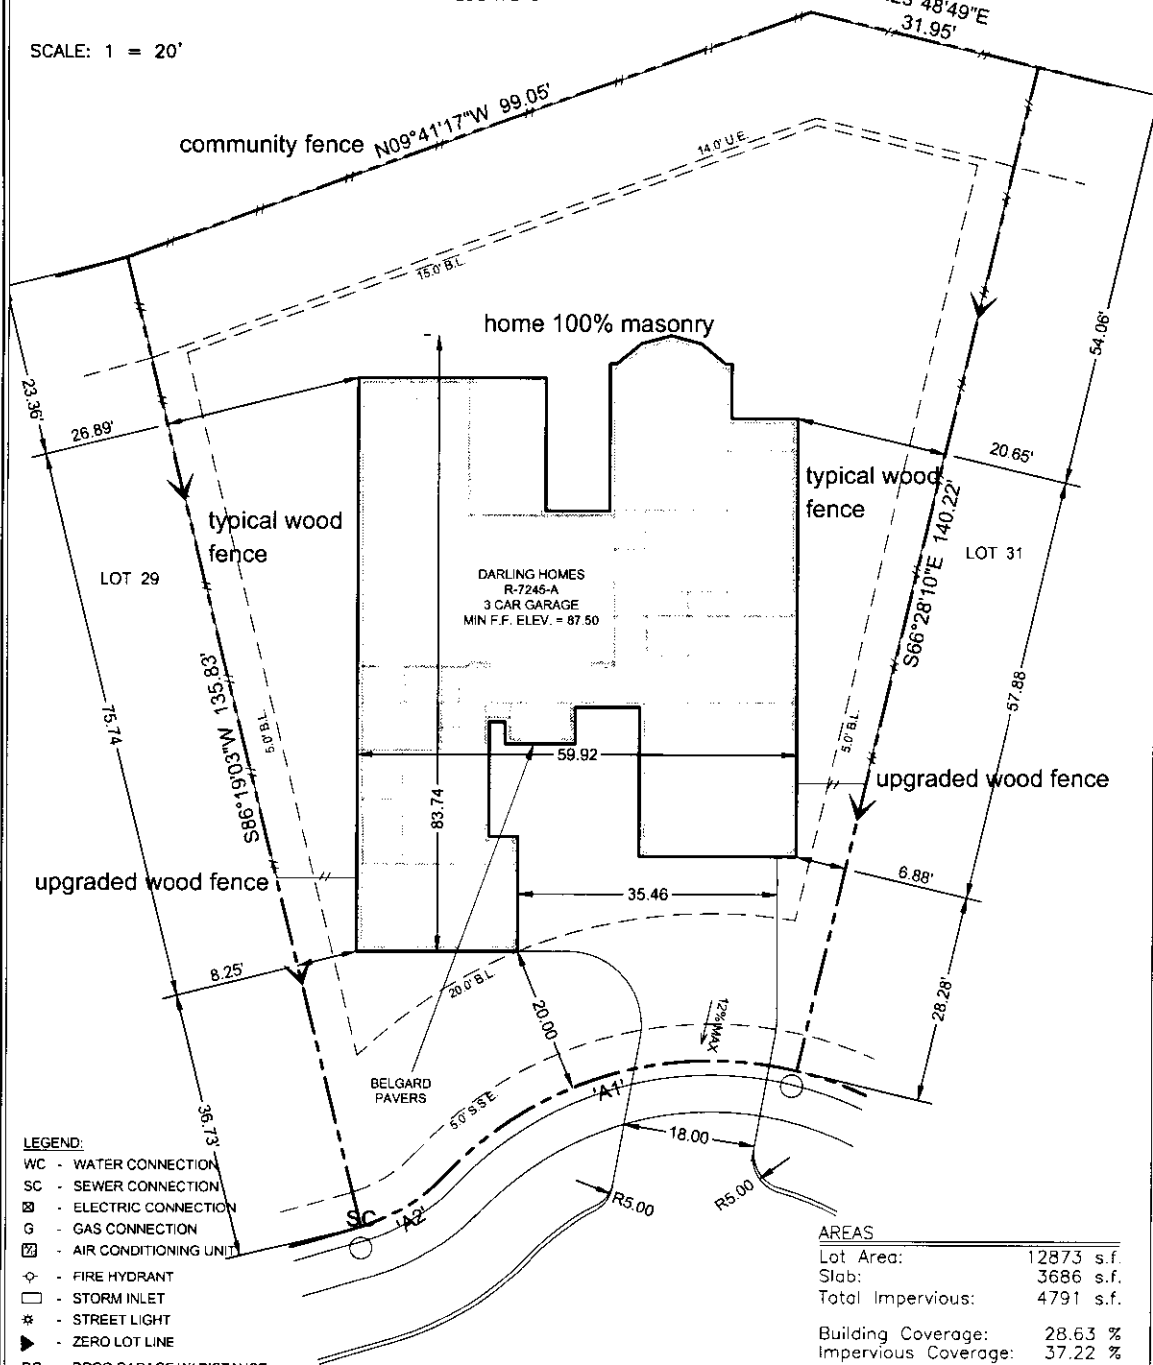 48'49"E
31.95'
SCALE: 1 = 20'
community fence
N09°41'17"W 99.05'
14.0' U.E.
15.0' B.L.
home 100% masonry
54.06'
23.36'
26.89'
20.65'
typical wood
fence
typical wood
fence
S66°28'10"E 140.22'
LOT 31
LOT 29
DARLING HOMES
R-7245-A
3 CAR GARAGE
MIN F.F. ELEV. = 87.50
S86°19'03"W 135.83'
75.74
5.0' B.L.
57.88
5.0' B.L.
59.92
83.74
upgraded wood fence
upgraded wood fence
6.88'
35.46
8.25'
20.0' B.L.
20.00
12% MAX
28.28'
BELGARD
PAVERS
'A1'
5.0' S.S.E.
36.73'
18.00
R5.00
R5.00
SC
'A2'
LEGEND:
WC - WATER CONNECTION
SC - SEWER CONNECTION
- ELECTRIC CONNECTION
G - GAS CONNECTION
- AIR CONDITIONING UNIT
- FIRE HYDRANT
- STORM INLET
- STREET LIGHT
- ZERO LOT LINE
AREAS
Lot Area: 12873 s.f.
Slab: 3686 s.f.
Total Impervious: 4791 s.f.
Building Coverage: 28.63 %
Impervious Coverage: 37.22 %